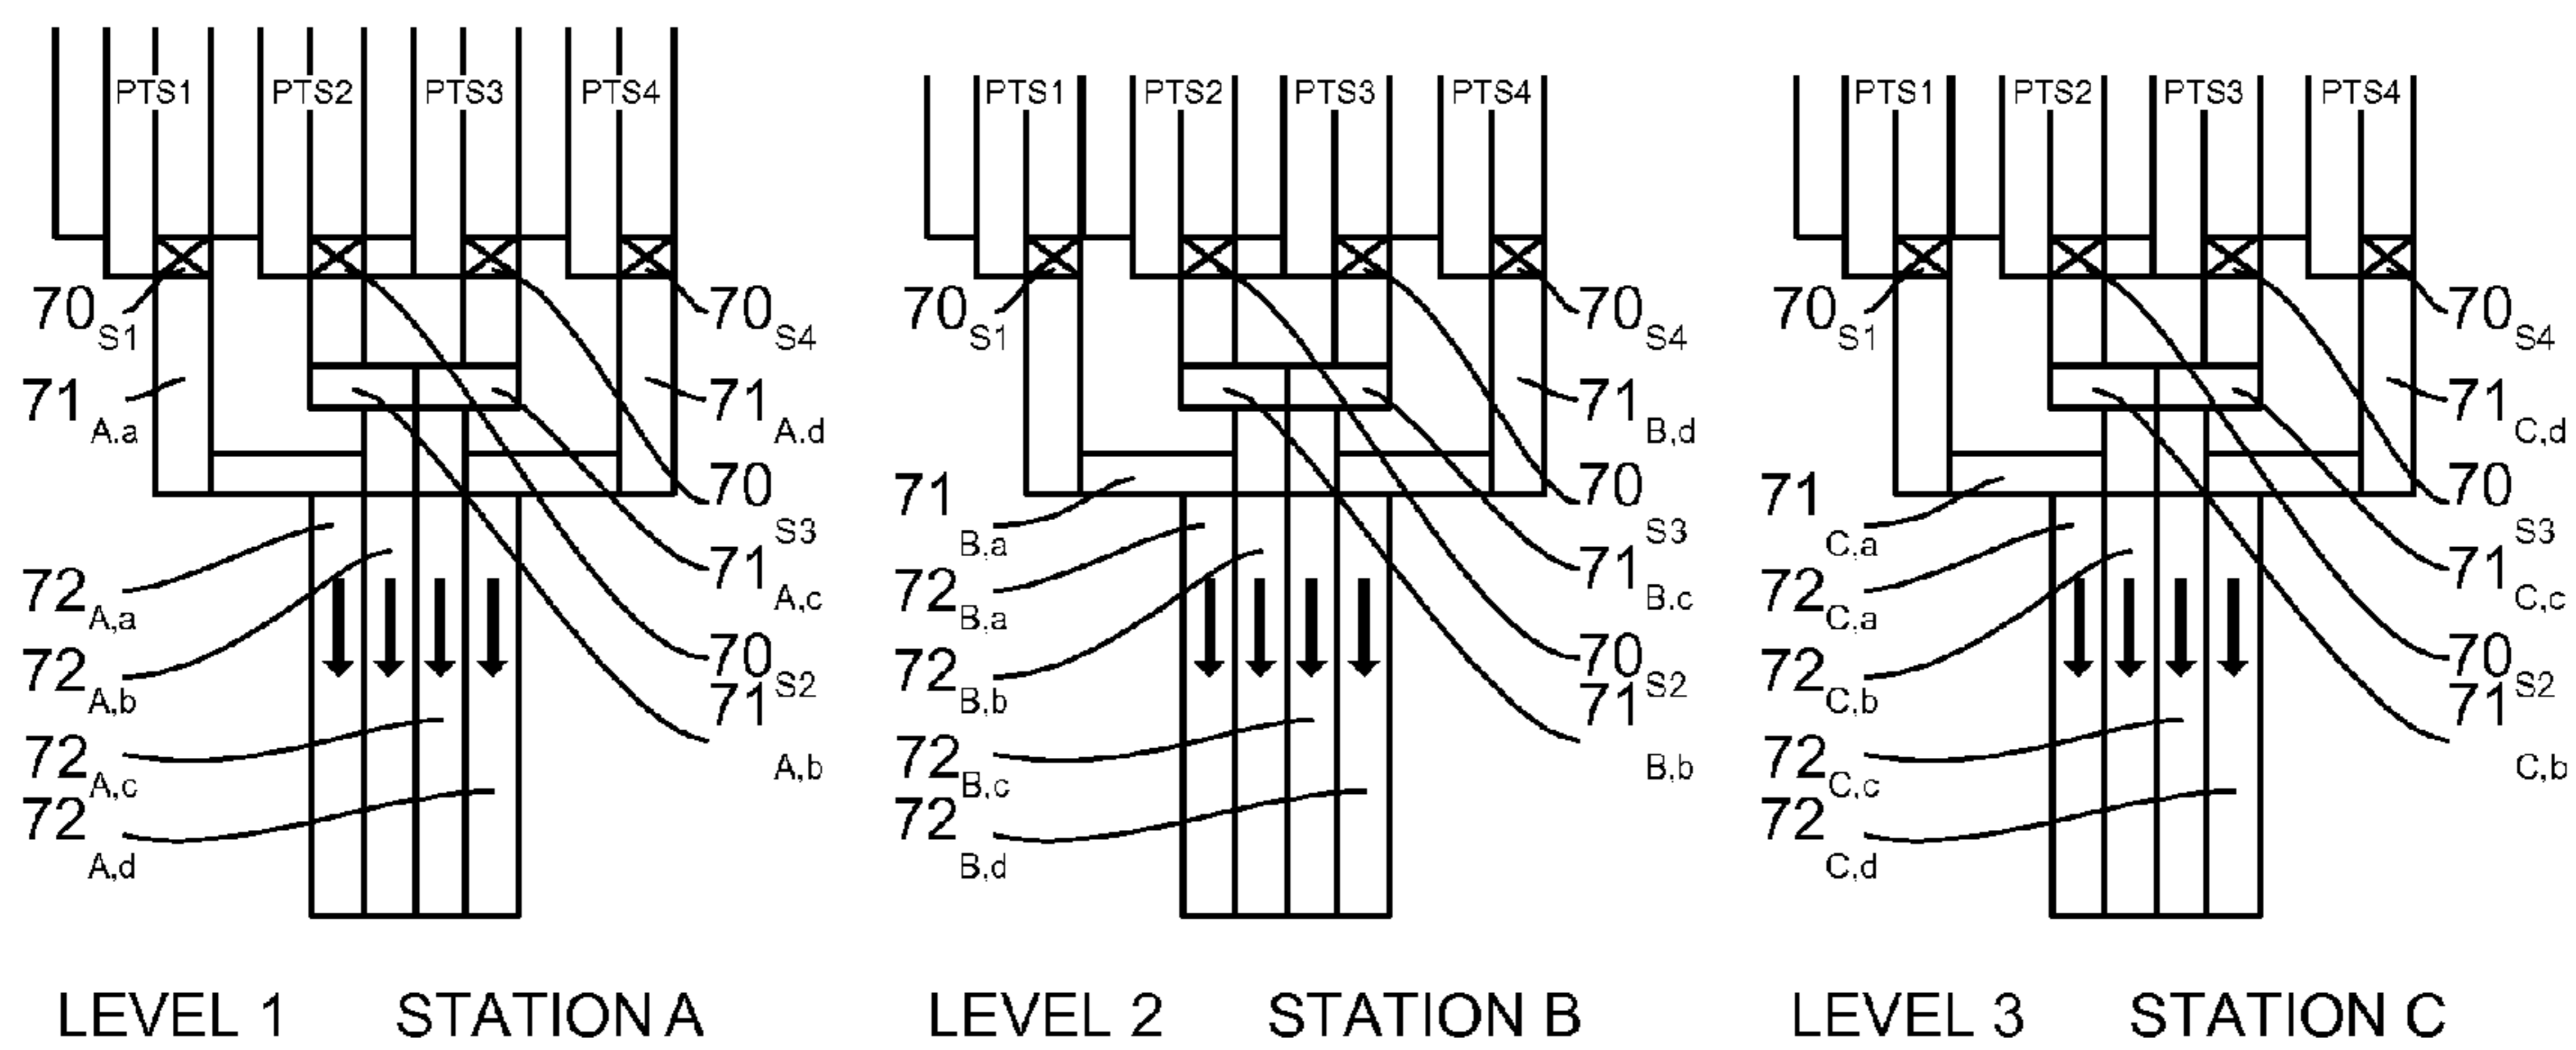 PTS1 PTS2 PTS3 PTS4 PTS1 PTS2 PTS3 PTS4 PTS1 PTS2 PTS3 PTS4
70S1 70S4 70S1 70S4 70S1 70S4
71A.a 71A.d 71B,d 71C,d
70S3 71B,a 70S3 71C,a 70S3
72A,a 71A,c 72B.a 71B.c 72C.a 71C,c
72A,b 70S2 72B.b 70S2 72C,b 70S2
71A,b 71B,b 71C,b
72A,c 72B.c 72C,c
72A,d 72B,d 72C,d
LEVEL 1 STATION A LEVEL 2 STATION B LEVEL 3 STATION C